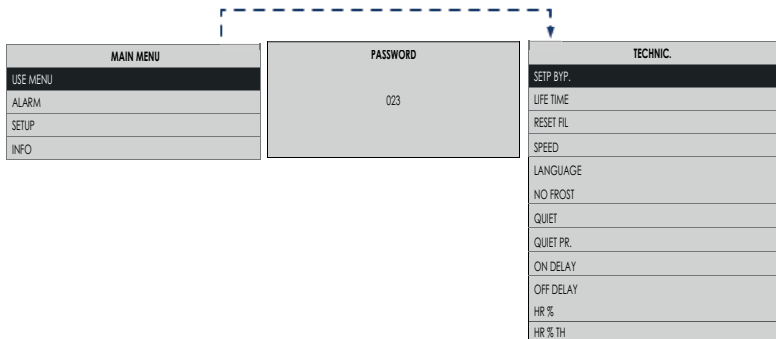 MAIN MENU
USE MENU
ALARM
SETUP
INFO
PASSWORD
023
TECHNIC.
SETP BYP.
LIFE TIME
RESET FIL
SPEED
LANGUAGE
NO FROST
QUIET
QUIET PR.
ON DELAY
OFF DELAY
HR %
HR % TH